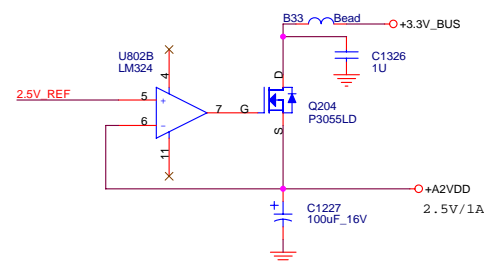 B33 Bead
+3.3V_BUS
U802B
LM324
C1326
1U
4
D
2.5V_REF
5
+
7
G
Q204
P3055LD
6
-
S
11
+A2VDD
2.5V/1A
+
C1227
100uF_16V